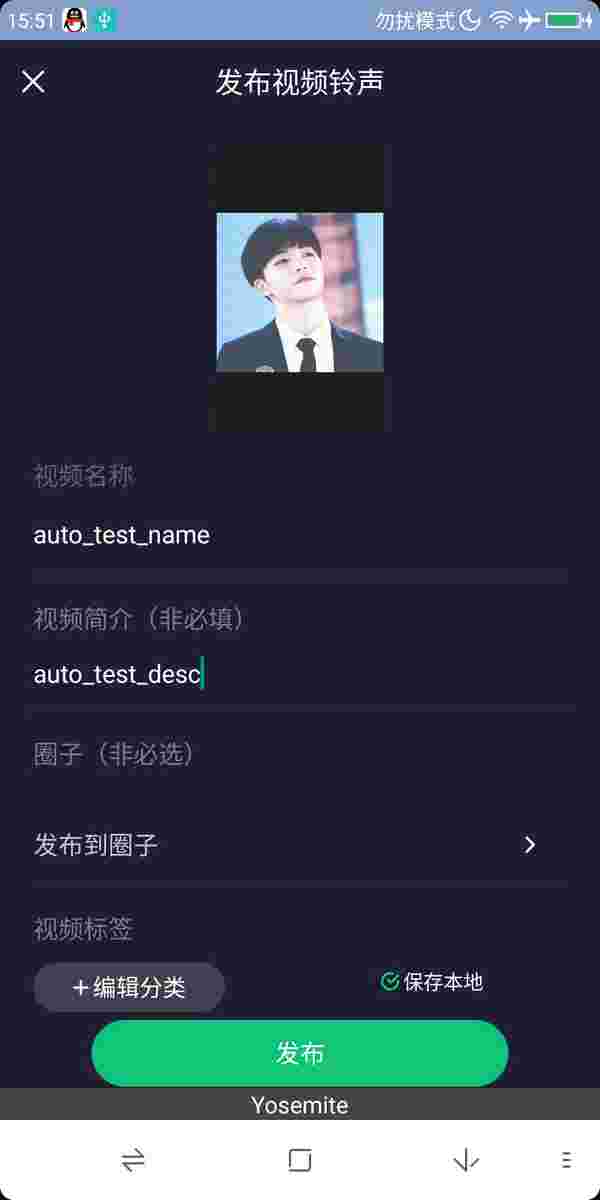 15:51 勿扰模式
发布视频铃声
视频名称
auto_test_name
视频简介（非必填）
auto_test_desc
圈子（非必选）
发布到圈子
视频标签
+编辑分类 保存本地
发布
Yosemite